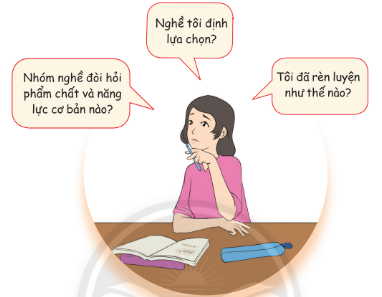 Nghề tôi định
lựa chọn?
Nhóm nghề đòi hỏi
phẩm chất và năng
lực cơ bản nào?
Tôi đã rèn luyện
như thế nào?